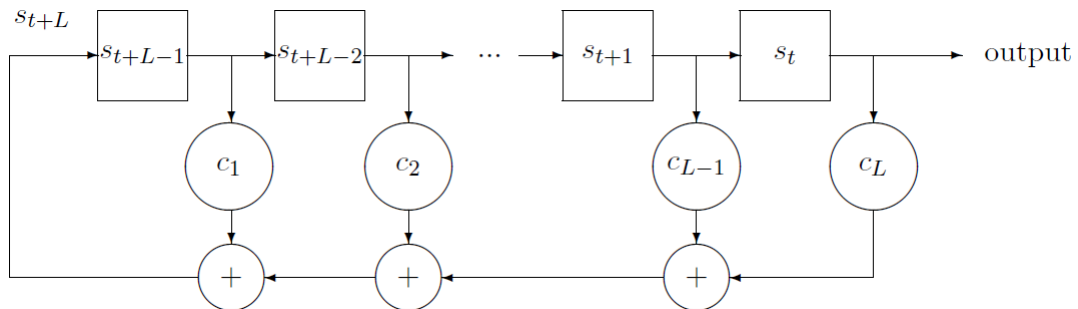 s_{t+L}
s_{t+L-1} s_{t+L-2} ... s_{t+1} s_t output
c_1 c_2 c_{L-1} c_L
+ + +